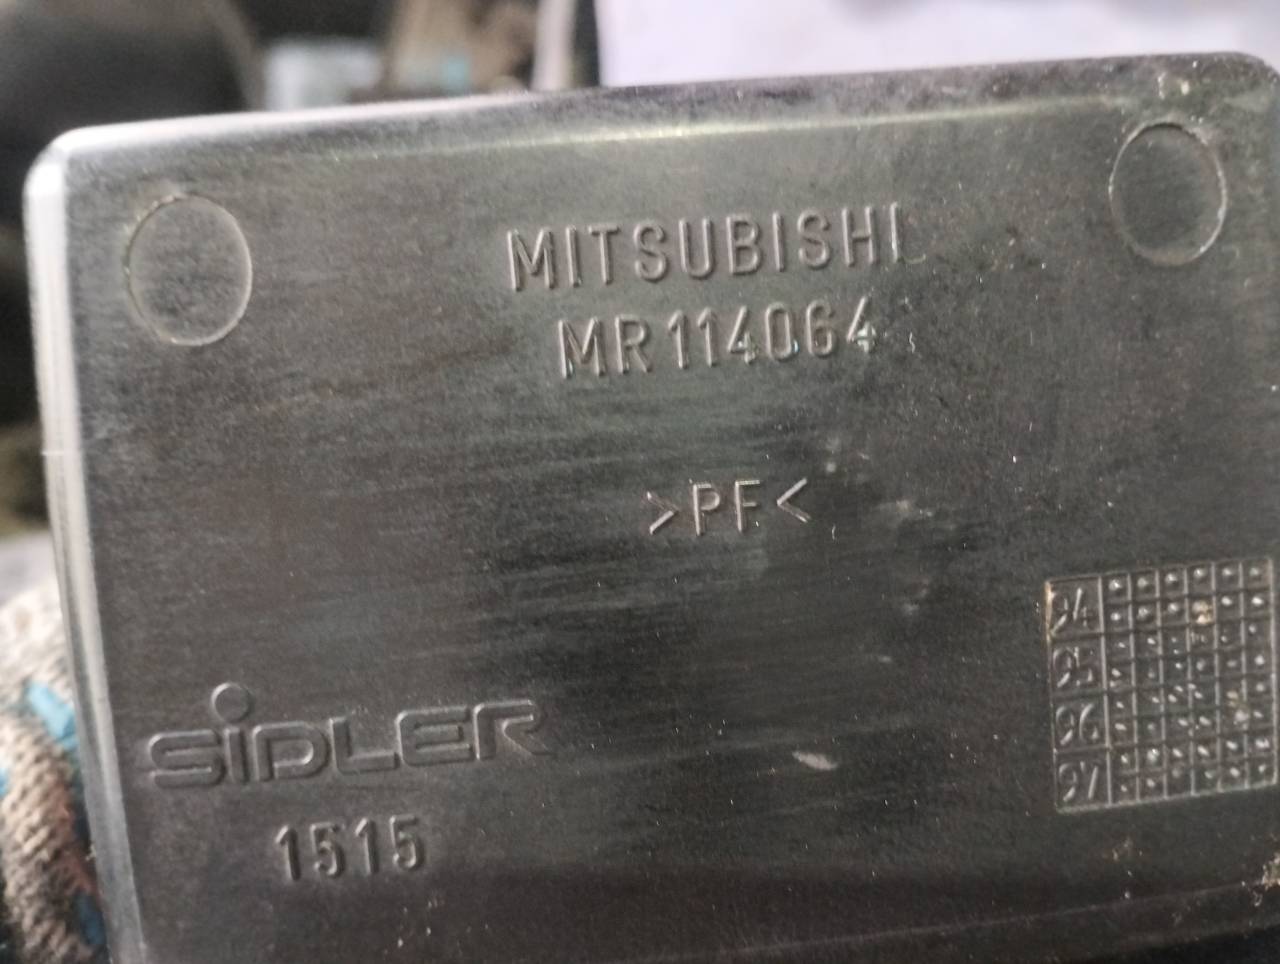 MITSUBISHI
MR114064
>PF<
SiDLER
1515
94
95
96
97